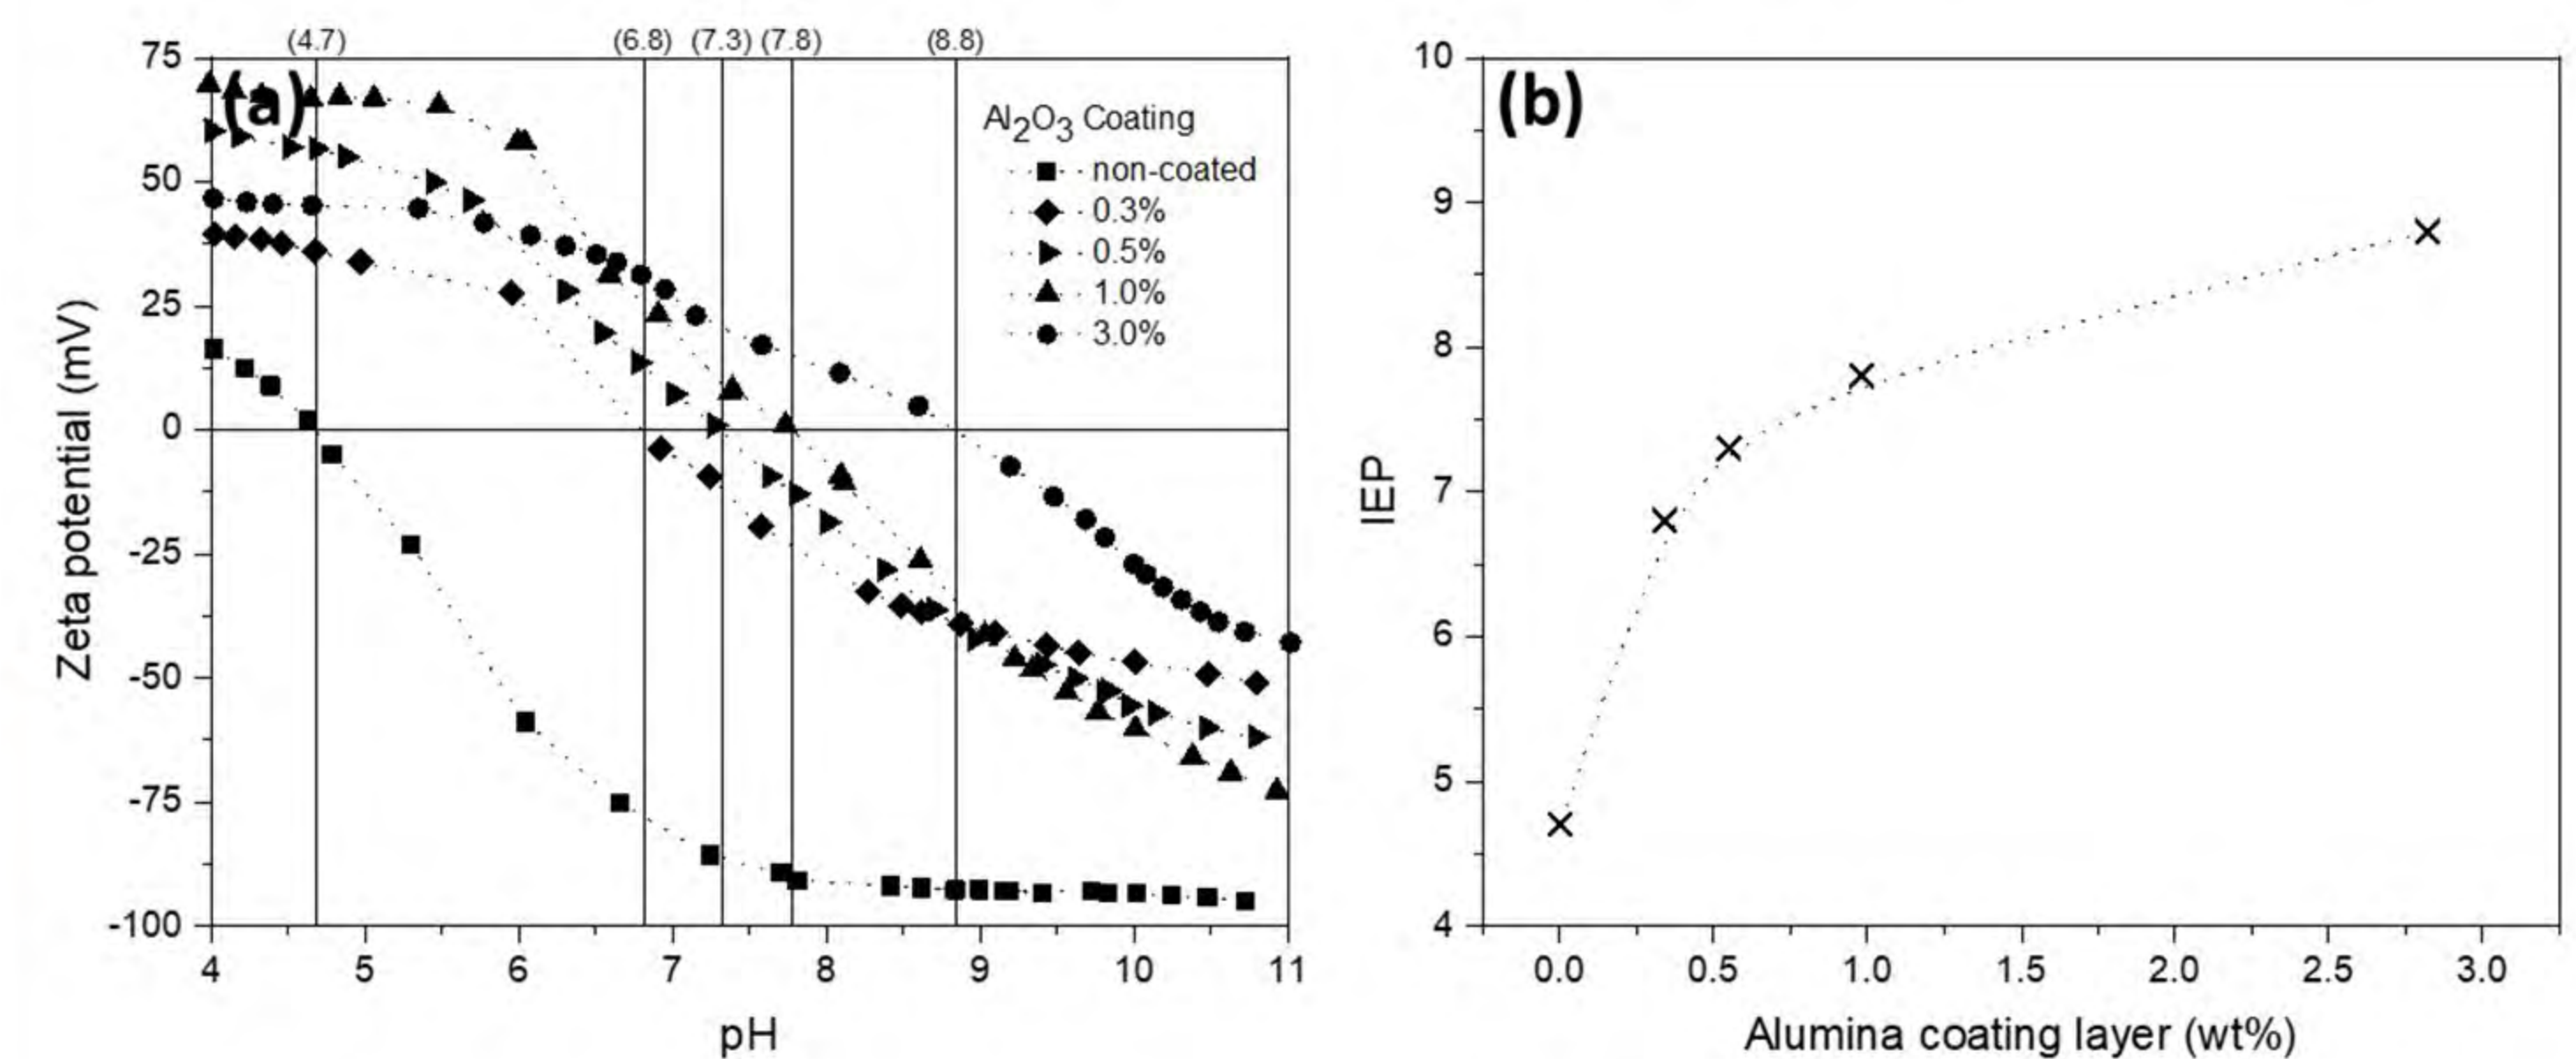 (4.7) (6.8) (7.3) (7.8) (8.8)
75
50
25
0
-25
-50
-75
-100
Zeta potential (mV)
(a)
Al2O3 Coating
non-coated
0.3%
0.5%
1.0%
3.0%
4 5 6 7 8 9 10 11
pH
10
9
8
7
6
5
4
IEP
(b)
0.0 0.5 1.0 1.5 2.0 2.5 3.0
Alumina coating layer (wt%)